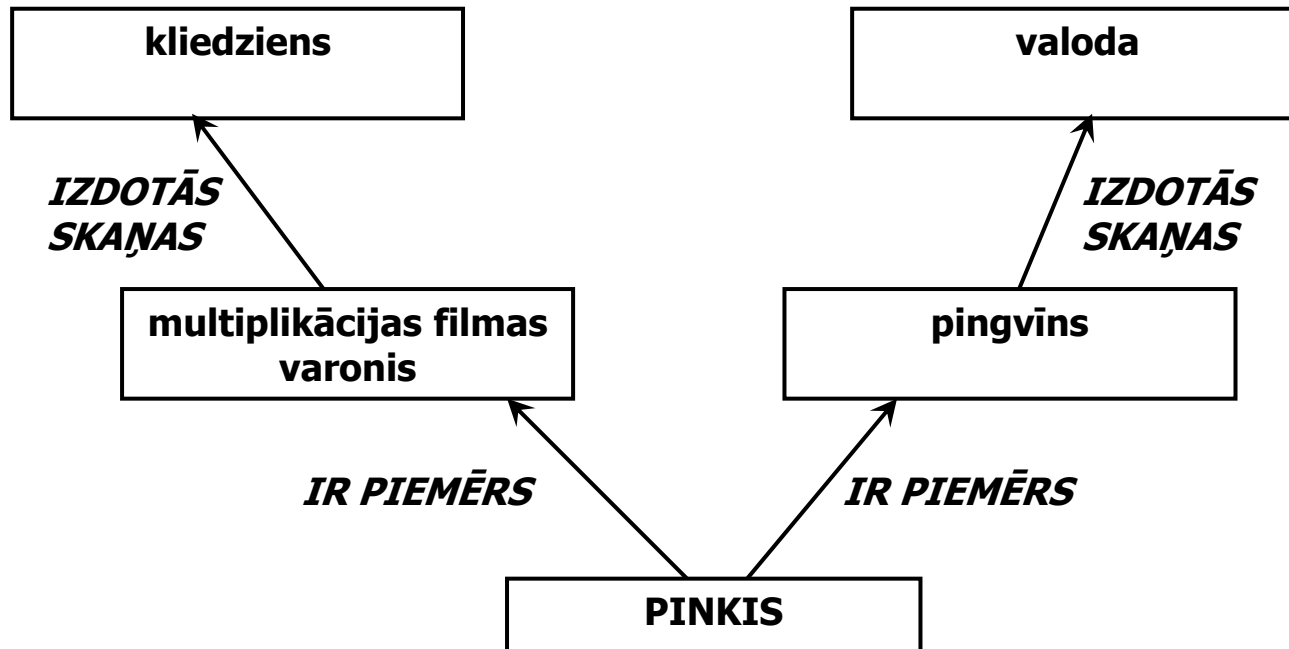 kliedziens
valoda
IZDOTĀS
SKAŅAS
IZDOTĀS
SKAŅAS
multiplikācijas filmas
varonis
pingvīns
IR PIEMĒRS
IR PIEMĒRS
PINKIS